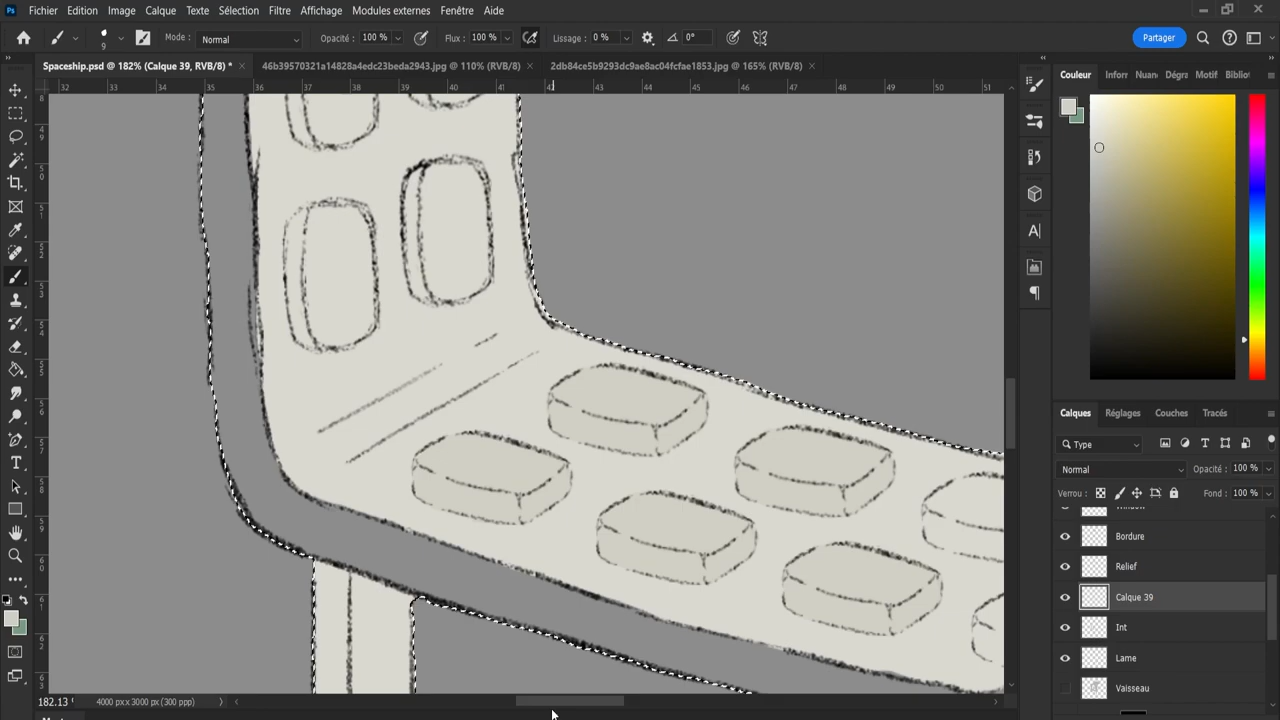 Fichier Edition Image Calque Texte Sélection Filtre Affichage Modules externes Fenêtre Aide
9 Mode : Normal Opacité : 100 % Flux : 100 % Lissage : 0 % 0° Partager
Spaceship.psd @ 182% (Calque 39, RVB/8) * 46b39570321a14828a4edc23beda2943.jpg @ 110% (RVB/8) 2db84ce5b9293dc9ae8ac04fcfae1853.jpg @ 165% (RVB/8)
Couleur Inforr Nuan Dégra Motif Biblio
32 33 34 35 36 37 38 39 40 41 42 43 44 45 46 47 48 49 50 51
Calques Réglages Couches Tracés
Type
Normal Opacité : 100 %
Verrou : Fond : 100 %
Bordure
Relief
Calque 39
Int
Lame
Vaisseau
182.13 4000 px x 3000 px (300 ppp)